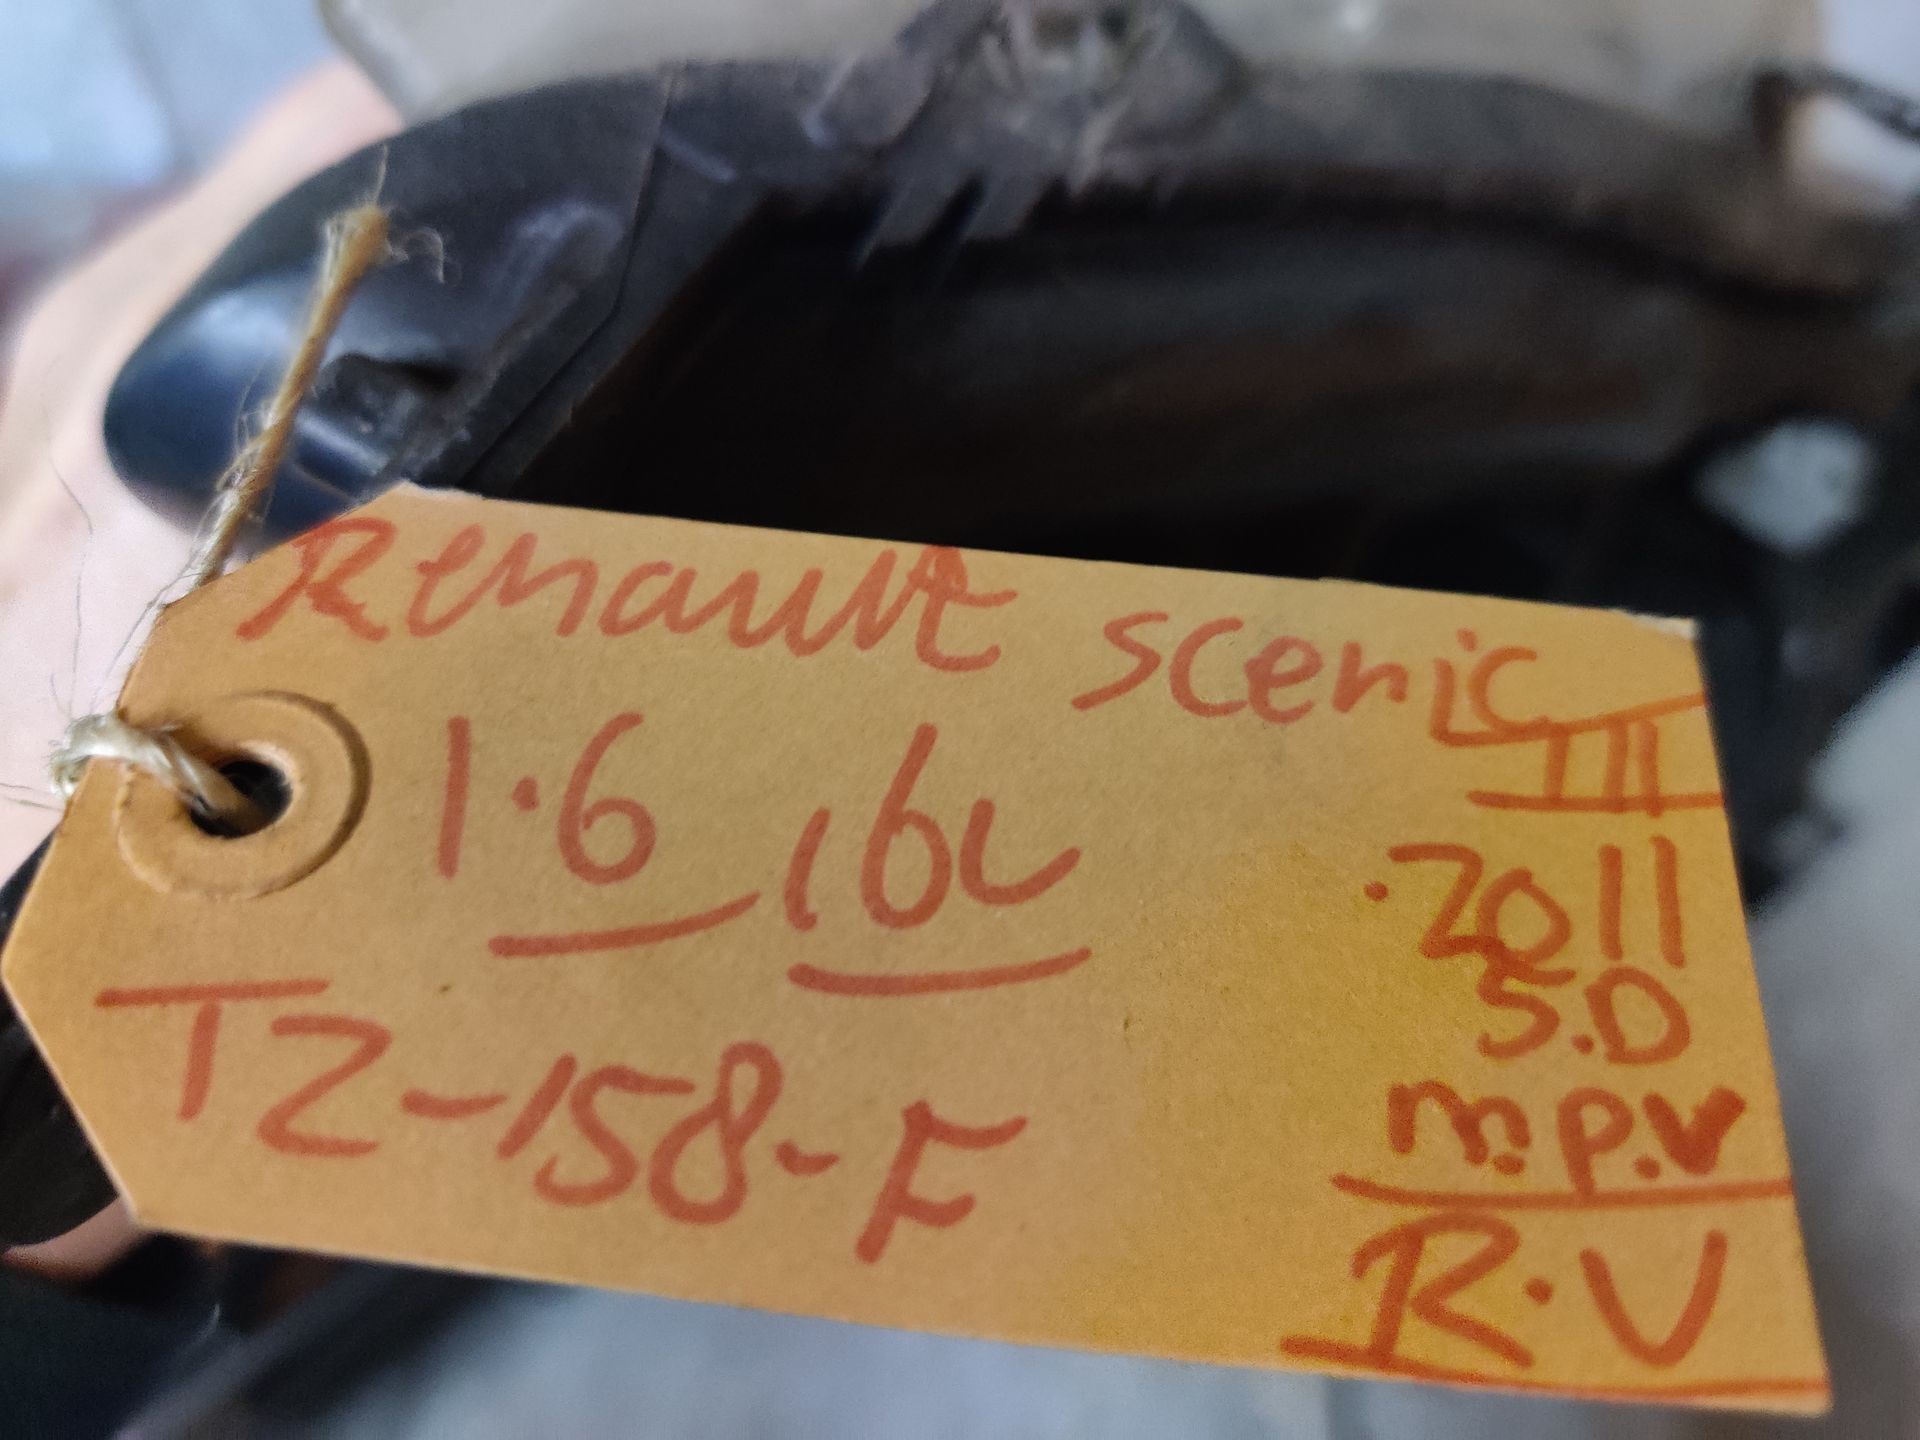 Renault scenic
III
1.6 16v
.2011
5.D
m.p.v
TZ-158-F
R.V